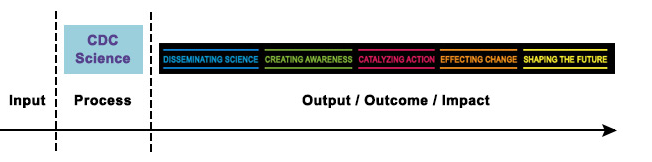 CDC
Science
DISSEMINATING SCIENCE CREATING AWARENESS CATALYZING ACTION EFFECTING CHANGE SHAPING THE FUTURE
Input Process Output / Outcome / Impact